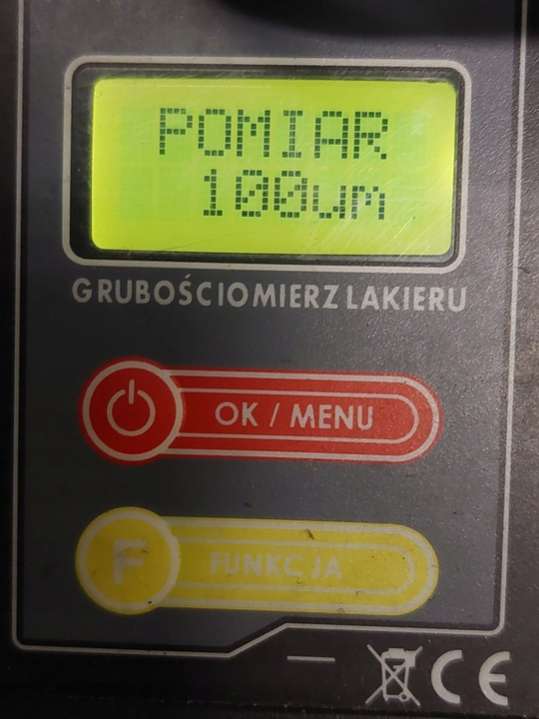 POMIAR
100um
GRUBOŚCIOMIERZ LAKIERU
OK / MENU
F FUNKCJA
CE